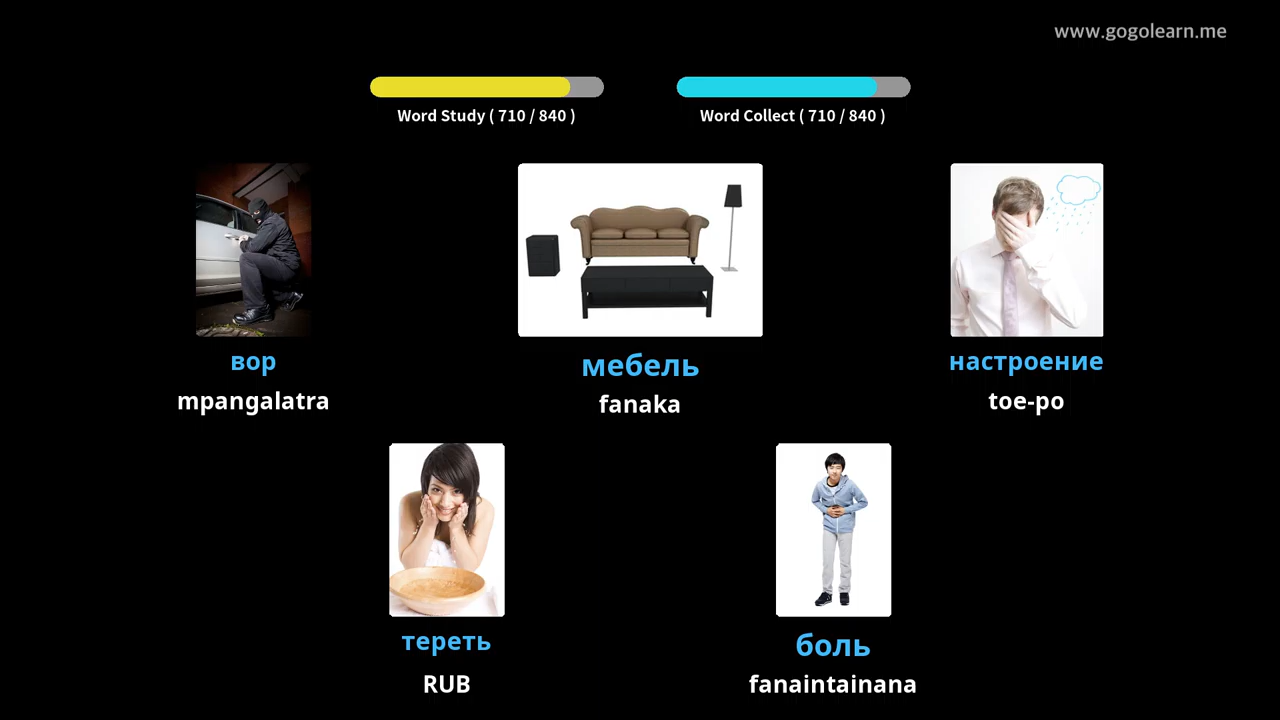 www.gogolearn.me
Word Study ( 710 / 840 )
Word Collect ( 710 / 840 )
вор
mpangalatra
мебель
fanaka
настроение
toe-po
тереть
RUB
боль
fanaintainana